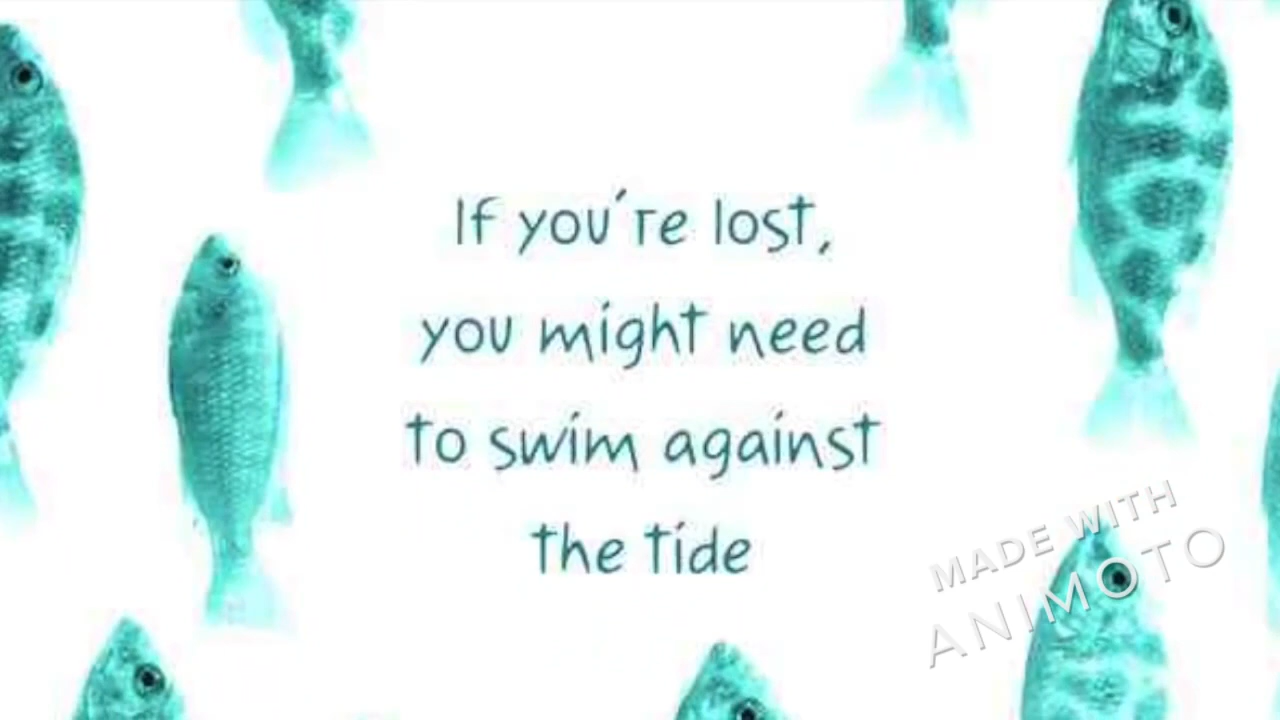 If you're lost,
you might need
to swim against
the tide
MADE WITH
ANIMOTO